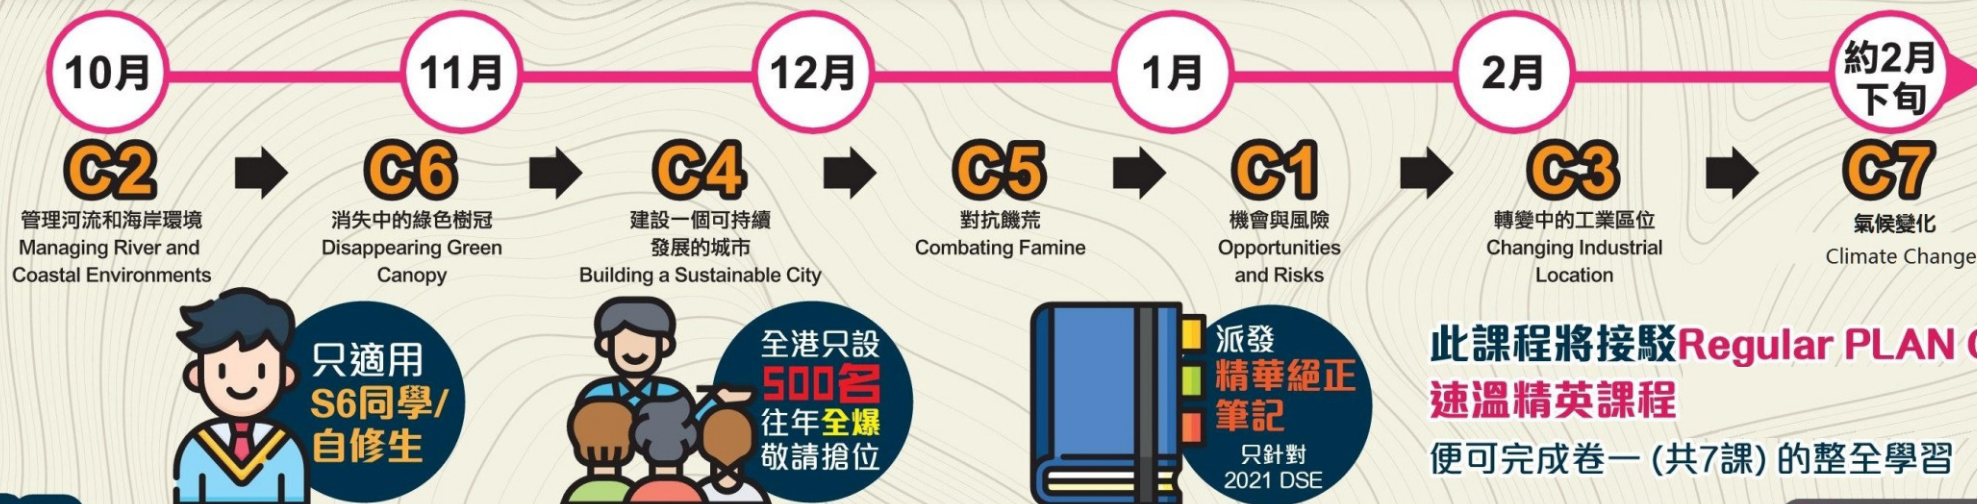 10月
11月
12月
1月
2月
約2月
下旬
C2
管理河流和海岸環境
Managing River and
Coastal Environments
C6
消失中的綠色樹冠
Disappearing Green
Canopy
C4
建設一個可持續
發展的城市
Building a Sustainable City
C5
對抗饑荒
Combating Famine
C1
機會與風險
Opportunities
and Risks
C3
轉變中的工業區位
Changing Industrial
Location
C7
氣候變化
Climate Change
只適用
S6同學/
自修生
全港只設
500名
往年全爆
敬請搶位
派發
精華絕正
筆記
只針對
2021 DSE
此課程將接駁Regular PLAN
速溫精英課程
便可完成卷一 (共7課) 的整全學習